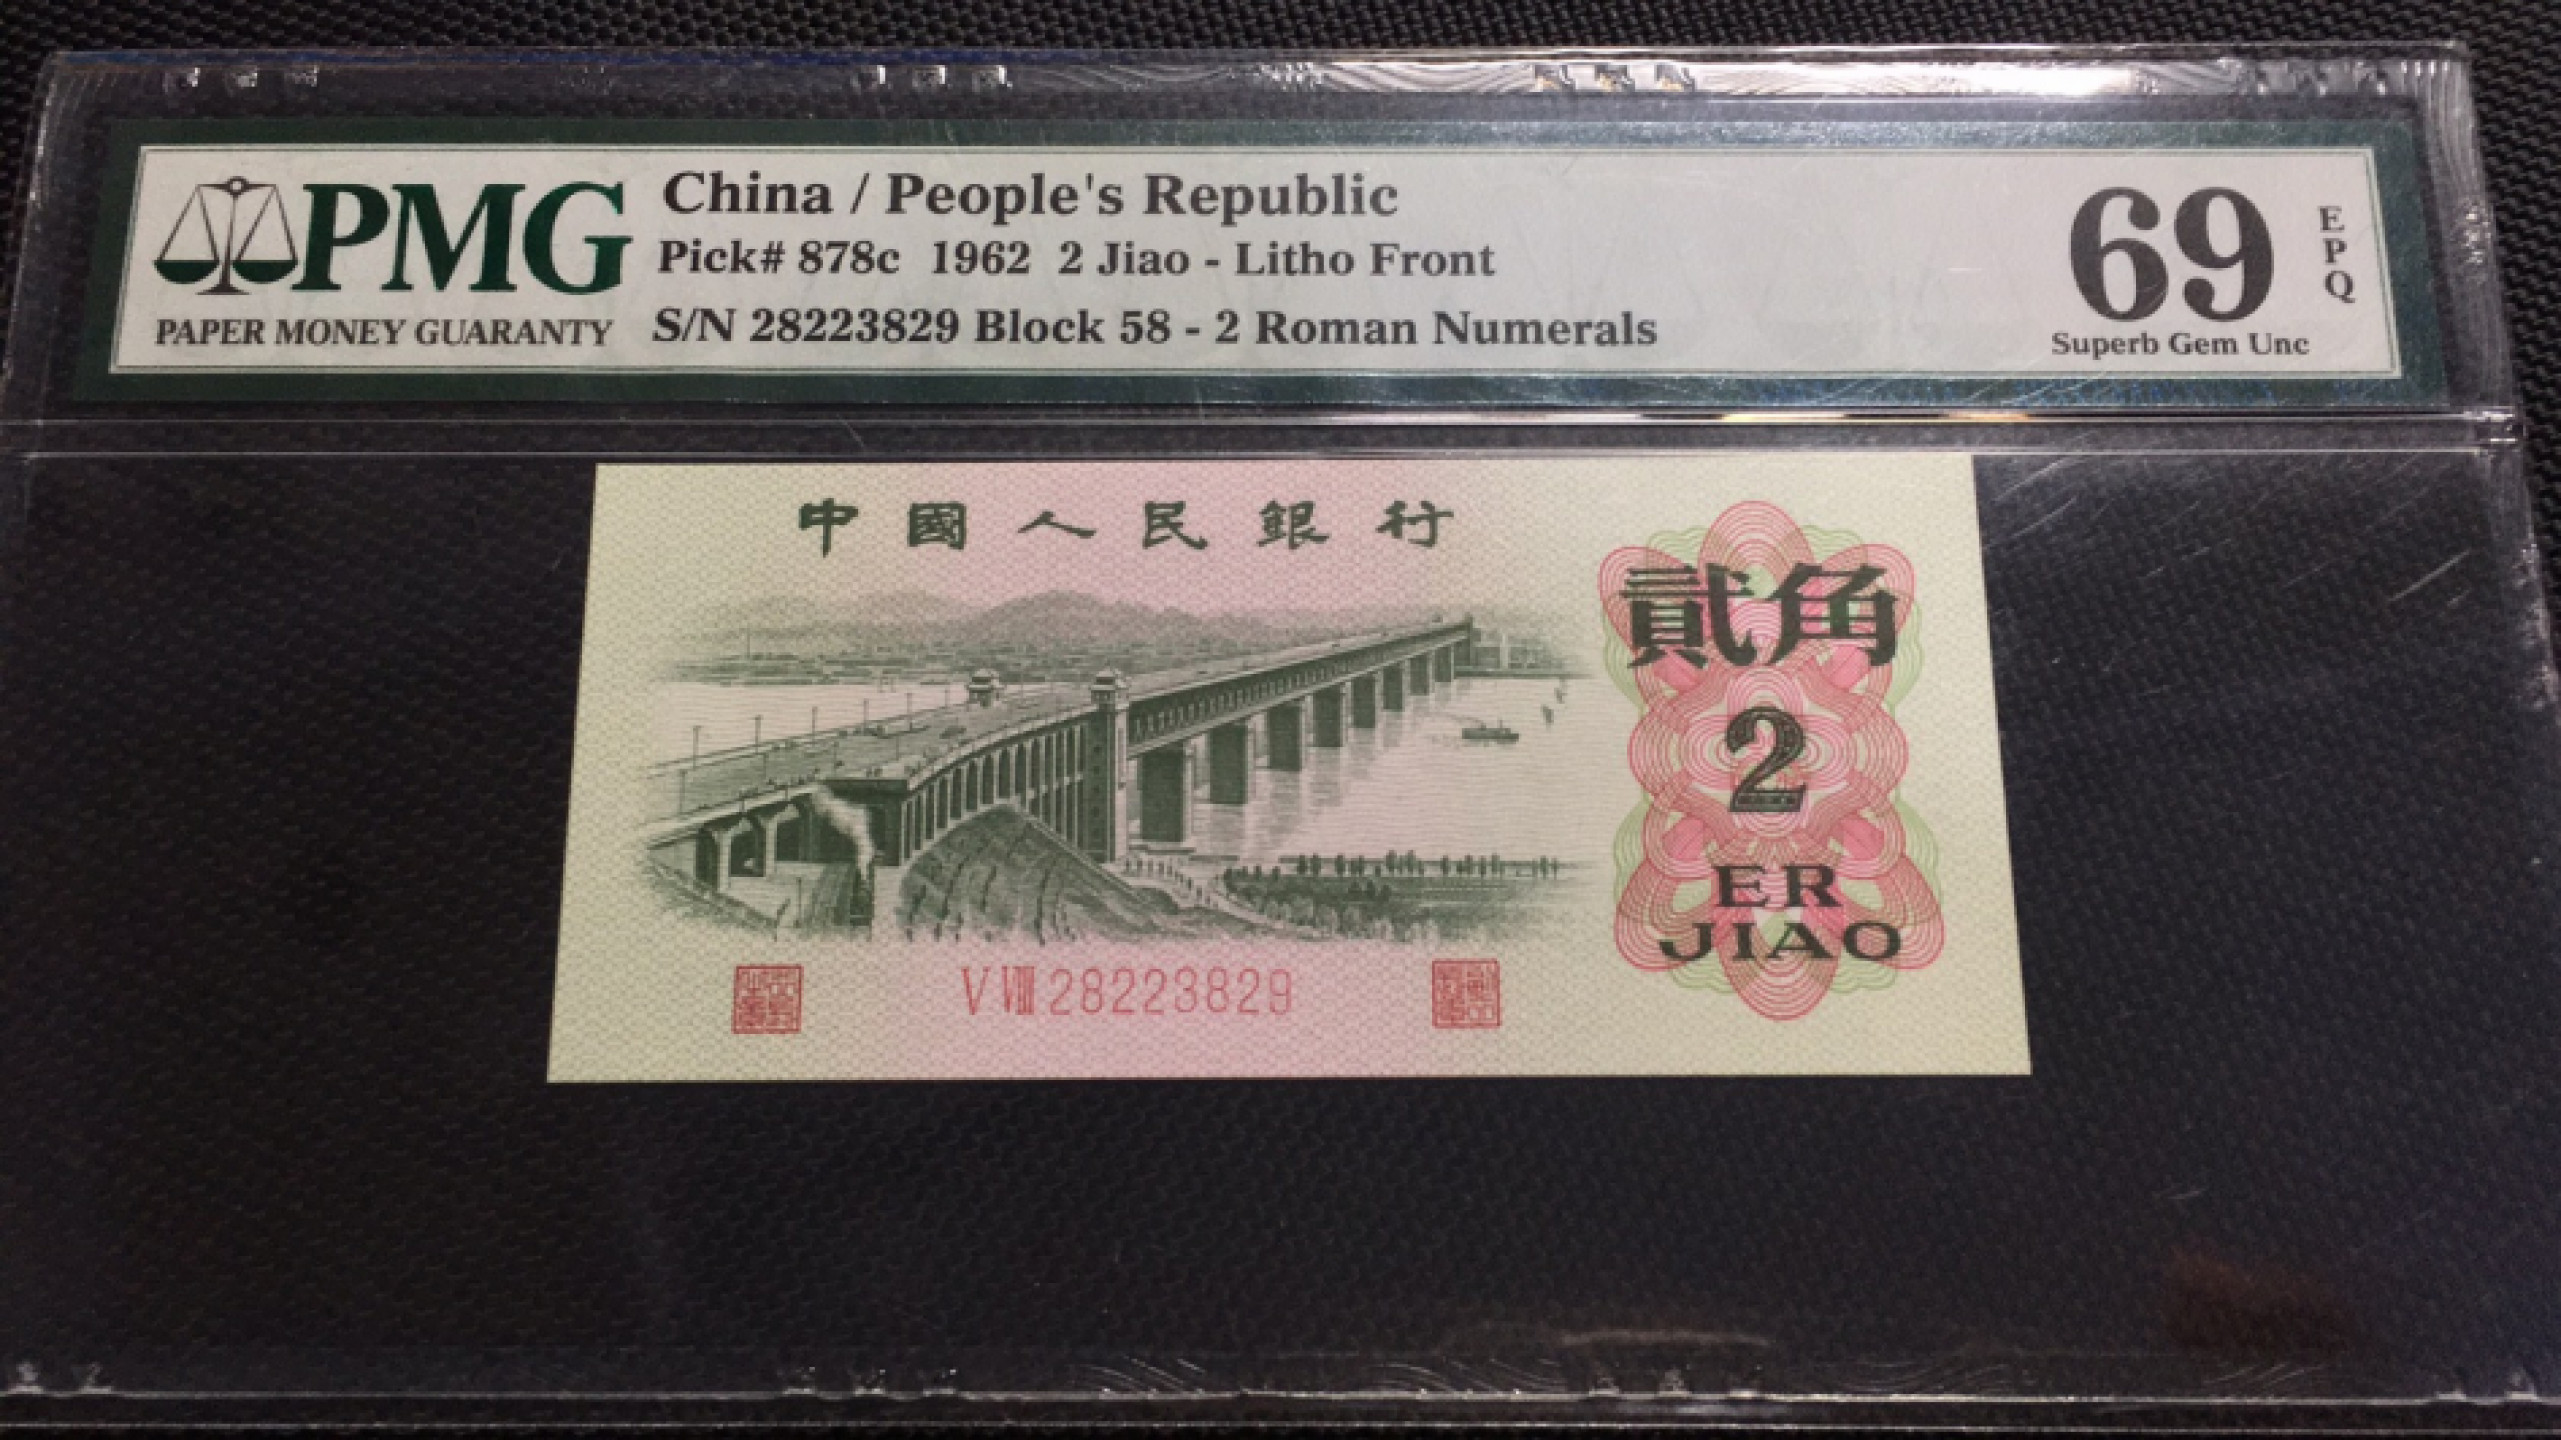 PMG
PAPER MONEY GUARANTY
China / People's Republic
Pick# 878c 1962 2 Jiao - Litho Front
S/N 28223829 Block 58 - 2 Roman Numerals
69
EPQ
Superb Gem Unc
中國人民銀行
貳角
2
ER
JIAO
V VIII 28223829